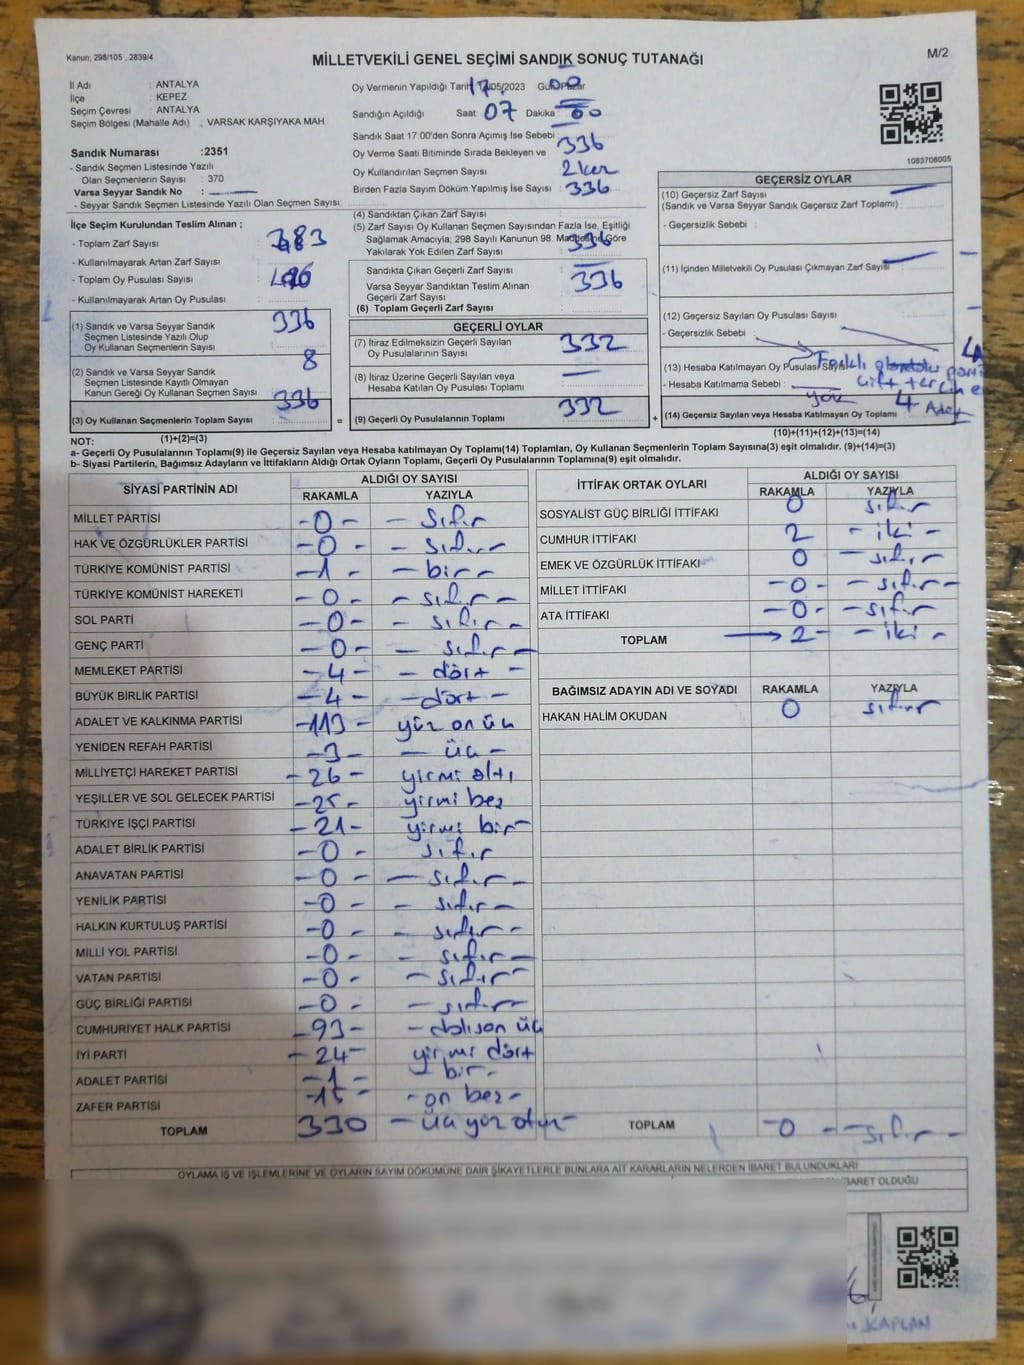 Kanun; 298/105 , 2839/4
MİLLETVEKİLİ GENEL SEÇİMİ SANDIK SONUÇ TUTANAĞI
M/2
İl Adı : ANTALYA
İlçe : KEPEZ
Seçim Çevresi : ANTALYA
Seçim Bölgesi (Mahalle Adı) : VARSAK KARŞIYAKA MAH
Sandık Numarası :2351
- Sandık Seçmen Listesinde Yazılı
Olan Seçmenlerin Sayısı : 370
Varsa Seyyar Sandık No :
- Seyyar Sandık Seçmen Listesinde Yazılı Olan Seçmen Sayısı:
Oy Vermenin Yapıldığı Tarih /05/2023 Gün: Pazar
Sandığın Açıldığı Saat: 07 Dakika
Sandık Saat 17:00'den Sonra Açımış İse Sebebi:
Oy Verme Saati Bitiminde Sırada Bekleyen ve 336
Oy Kullandırılan Seçmen Sayısı 2 ker
Birden Fazla Sayım Döküm Yapılmış İse Sayısı : 336
1083708005
İlçe Seçim Kurulundan Teslim Alınan ;
- Toplam Zarf Sayısı :
- Kullanılmayarak Artan Zarf Sayısı :
- Toplam Oy Pusulası Sayısı :
- Kullanılmayarak Artan Oy Pusulası :
(1) Sandık ve Varsa Seyyar Sandık 336
Seçmen Listesinde Yazılı Olup
Oy Kullanan Seçmenlerin Sayısı
(2) Sandık ve Varsa Seyyar Sandık 8
Seçmen Listesinde Kayıtlı Olmayan
Kanun Gereği Oy Kullanan Seçmen Sayısı
(3) Oy Kullanan Seçmenlerin Toplam Sayısı : 336
(4) Sandıktan Çıkan Zarf Sayısı :
(5) Zarf Sayısı Oy Kullanan Seçmen Sayısından Fazla İse, Eşitliği
Sağlamak Amacıyla; 298 Sayılı Kanunun 98. Maddesine Göre
Yakılarak Yok Edilen Zarf Sayısı : 336
Sandıkta Çıkan Geçerli Zarf Sayısı :
Varsa Seyyar Sandıktan Teslim Alınan 336
Geçerli Zarf Sayısı
(6) Toplam Geçerli Zarf Sayısı :
GEÇERLİ OYLAR
(7) İtiraz Edilmeksizin Geçerli Sayılan 332
Oy Pusulalarının Sayısı
(8) İtiraz Üzerine Geçerli Sayılan veya
Hesaba Katılan Oy Pusulası Toplamı
= (9) Geçerli Oy Pusulalarının Toplamı : 332 +
GEÇERSİZ OYLAR
(10) Geçersiz Zarf Sayısı
(Sandık ve Varsa Seyyar Sandık Geçersiz Zarf Toplamı) :
- Geçersizlik Sebebi :
(11) İçinden Milletvekili Oy Pusulası Çıkmayan Zarf Sayısı
(12) Geçersiz Sayılan Oy Pusulası Sayısı :
- Geçersizlik Sebebi :
(13) Hesaba Katılmayan Oy Pusulası Sayısı
- Hesaba Katılmama Sebebi : çift tercih
4 Adet
(14) Geçersiz Sayılan veya Hesaba Katılmayan Oy Toplamı :
(1)+(2)=(3)
(10)+(11)+(12)+(13)=(14)
NOT:
a- Geçerli Oy Pusulalarının Toplamı(9) ile Geçersiz Sayılan veya Hesaba katılmayan Oy Toplamı(14) Toplamları, Oy Kullanan Seçmenlerin Toplam Sayısına(3) eşit olmalıdır. (9)+(14)=(3)
b- Siyasi Partilerin, Bağımsız Adayların ve İttifakların Aldığı Ortak Oyların Toplamı, Geçerli Oy Pusulalarının Toplamına(9) eşit olmalıdır.
SİYASİ PARTİNİN ADI ALDIĞI OY SAYISI
RAKAMLA YAZIYLA
MİLLET PARTİSİ -0- - sıfır
HAK VE ÖZGÜRLÜKLER PARTİSİ -0- - sıfır
TÜRKİYE KOMÜNİST PARTİSİ -1- - bir -
TÜRKİYE KOMÜNİST HAREKETİ -0- - sıfır -
SOL PARTİ -0- - sıfır -
GENÇ PARTİ -0- - sıfır -
MEMLEKET PARTİSİ -4- - dört -
BÜYÜK BİRLİK PARTİSİ -4- - dört -
ADALET VE KALKINMA PARTİSİ -113- yüz on üç
YENİDEN REFAH PARTİSİ -3- - üç -
MİLLİYETÇİ HAREKET PARTİSİ -26- yirmi altı
YEŞİLLER VE SOL GELECEK PARTİSİ -25- yirmi beş
TÜRKİYE İŞÇİ PARTİSİ -21- yirmi bir -
ADALET BİRLİK PARTİSİ -0- sıfır
ANAVATAN PARTİSİ -0- - sıfır -
YENİLİK PARTİSİ -0- - sıfır -
HALKIN KURTULUŞ PARTİSİ -0- - sıfır -
MİLLİ YOL PARTİSİ -0- - sıfır -
VATAN PARTİSİ -0- - sıfır -
GÜÇ BİRLİĞİ PARTİSİ -0- - sıfır -
CUMHURİYET HALK PARTİSİ -93- - doksan üç
İYİ PARTİ -24- yirmi dört
ADALET PARTİSİ -1- - bir -
ZAFER PARTİSİ -15- - on beş -
TOPLAM 330 - üç yüz otuz -
İTTİFAK ORTAK OYLARI ALDIĞI OY SAYISI
RAKAMLA YAZIYLA
SOSYALİST GÜÇ BİRLİĞİ İTTİFAKI 0 sıfır
CUMHUR İTTİFAKI 2 - iki -
EMEK VE ÖZGÜRLÜK İTTİFAKI 0 - sıfır -
MİLLET İTTİFAKI -0- - sıfır -
ATA İTTİFAKI -0- - sıfır
TOPLAM 2- - iki -
BAĞIMSIZ ADAYIN ADI VE SOYADI RAKAMLA YAZIYLA
HAKAN HALİM OKUDAN 0 sıfır
TOPLAM -0- - sıfır -
OYLAMA İŞ VE İŞLEMLERİNE VE OYLARIN SAYIM DÖKÜMÜNE DAİR ŞİKAYETLERLE BUNLARA AİT KARARLARIN NELERDEN İBARET BULUNDUKLARI
İBARET OLDUĞU
KAPLAN